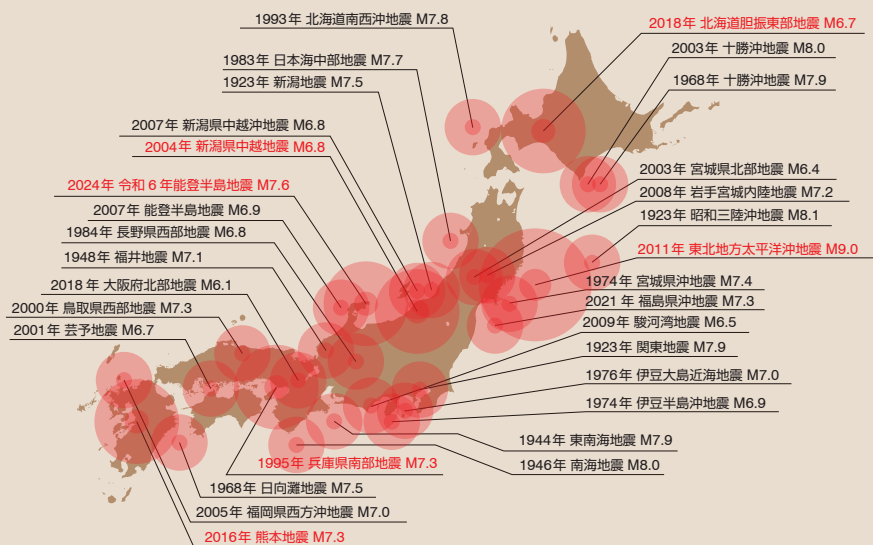 1993年 北海道南西沖地震 M7.8
1983年 日本海中部地震 M7.7
1923年 新潟地震 M7.5
2007年 新潟県中越沖地震 M6.8
2004年 新潟県中越地震 M6.8
2024年 令和6年能登半島地震 M7.6
2007年 能登半島地震 M6.9
1984年 長野県西部地震 M6.8
1948年 福井地震 M7.1
2018年 大阪府北部地震 M6.1
2000年 鳥取県西部地震 M7.3
2001年 芸予地震 M6.7
2018年 北海道胆振東部地震 M6.7
2003年 十勝沖地震 M8.0
1968年 十勝沖地震 M7.9
2003年 宮城県北部地震 M6.4
2008年 岩手宮城内陸地震 M7.2
1923年 昭和三陸沖地震 M8.1
2011年 東北地方太平洋沖地震 M9.0
1974年 宮城県沖地震 M7.4
2021年 福島県沖地震 M7.3
2009年 駿河湾地震 M6.5
1923年 関東地震 M7.9
1976年 伊豆大島近海地震 M7.0
1974年 伊豆半島沖地震 M6.9
1944年 東南海地震 M7.9
1946年 南海地震 M8.0
1995年 兵庫県南部地震 M7.3
1968年 日向灘地震 M7.5
2005年 福岡県西方沖地震 M7.0
2016年 熊本地震 M7.3